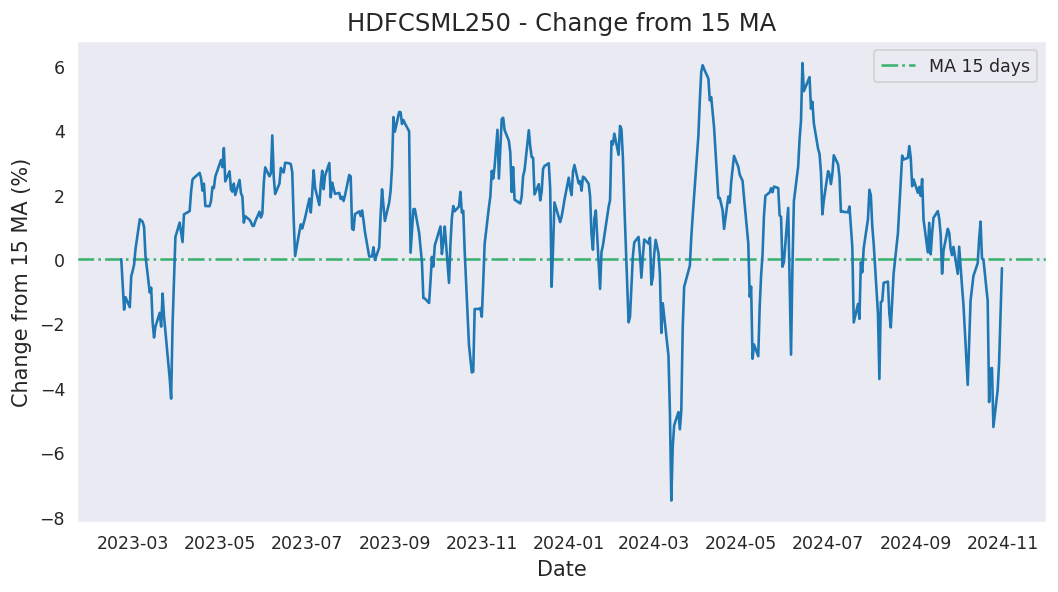 HDFCSML250 - Change from 15 MA
MA 15 days
Change from 15 MA (%)
6
4
2
0
−2
−4
−6
−8
2023-03 2023-05 2023-07 2023-09 2023-11 2024-01 2024-03 2024-05 2024-07 2024-09 2024-11
Date